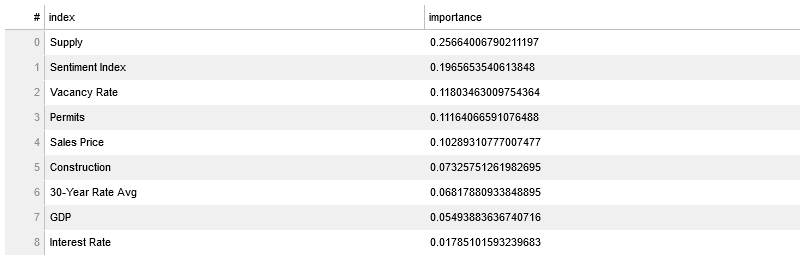 # index importance
0 Supply 0.25664006790211197
1 Sentiment Index 0.1965653540613848
2 Vacancy Rate 0.11803463009754364
3 Permits 0.11164066591076488
4 Sales Price 0.10289310777007477
5 Construction 0.07325751261982695
6 30-Year Rate Avg 0.06817880933848895
7 GDP 0.05493883636740716
8 Interest Rate 0.01785101593239683